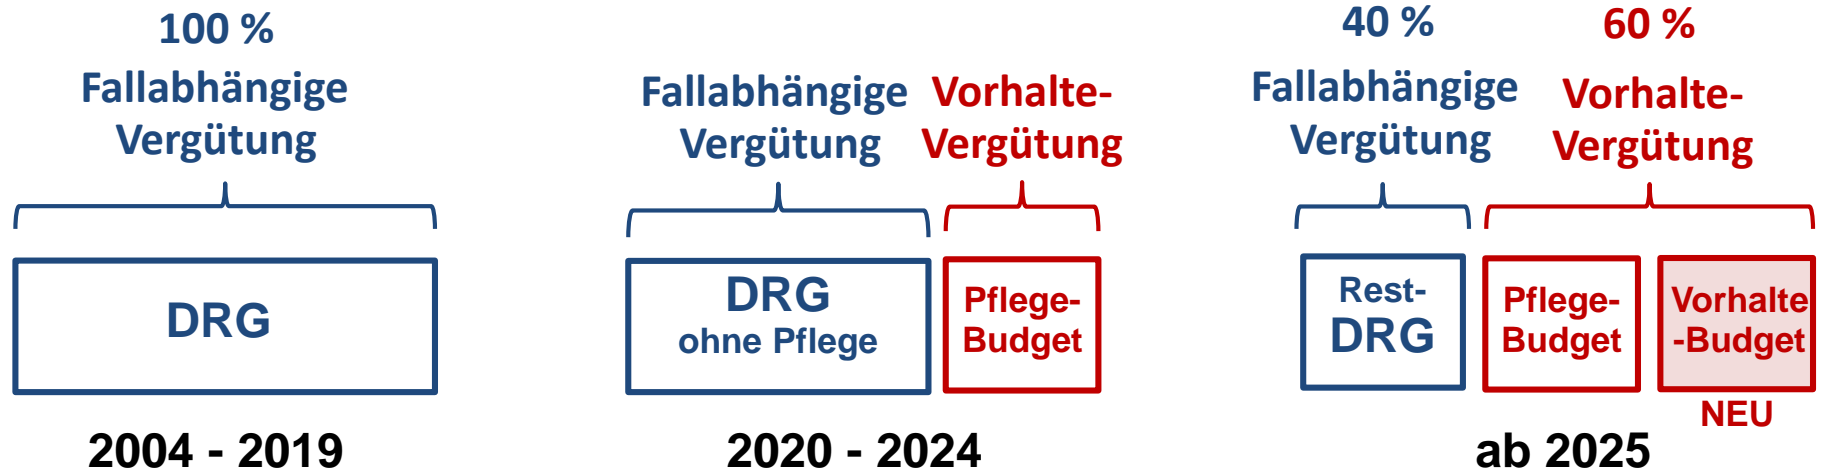 100 %
Fallabhängige
Vergütung
DRG
2004 - 2019
Fallabhängige
Vergütung
Vorhalte-
Vergütung
DRG
ohne Pflege
Pflege-
Budget
2020 - 2024
40 %
Fallabhängige
Vergütung
60 %
Vorhalte-
Vergütung
Rest-
DRG
Pflege-
Budget
Vorhalte
-Budget
NEU
ab 2025